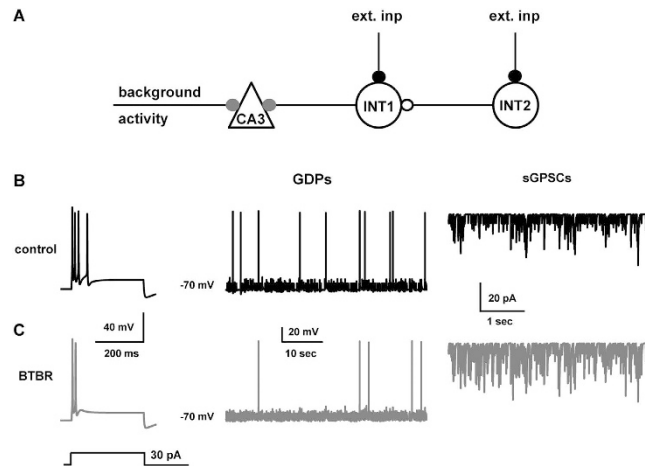 A
ext. inp ext. inp
background
activity
CA3 INT1 INT2
B GDPs sGPSCs
control
-70 mV
20 pA
1 sec
40 mV
200 ms
20 mV
10 sec
C
BTBR
-70 mV
30 pA